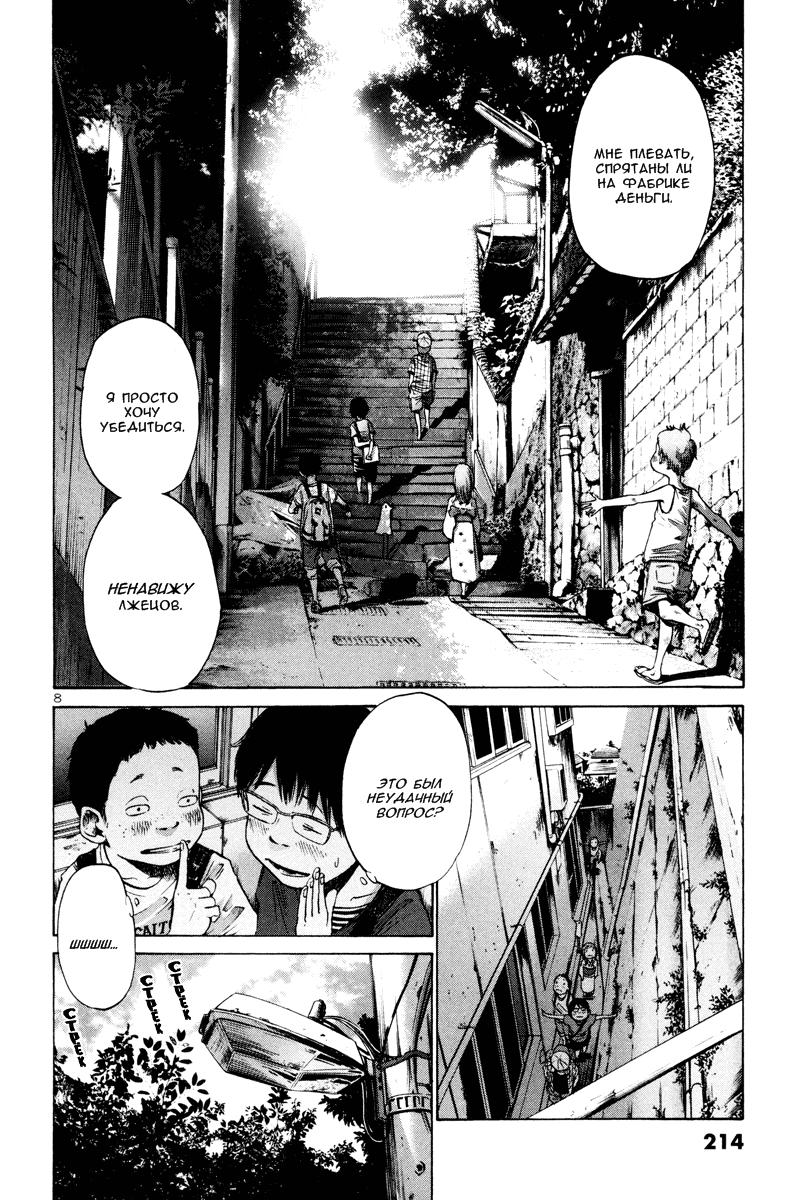 МНЕ ПЛЕВАТЬ,
СПРЯТАНЫ ЛИ
НА ФАБРИКЕ
ДЕНЬГИ.
Я ПРОСТО
ХОЧУ
УБЕДИТЬСЯ.
НЕНАВИЖУ
ЛЖЕЦОВ.
8
ЭТО БЫЛ
НЕУДАЧНЫЙ
ВОПРОС?
ШШШШ...
СТРЕК
СТРЕК
СТРЕК
214